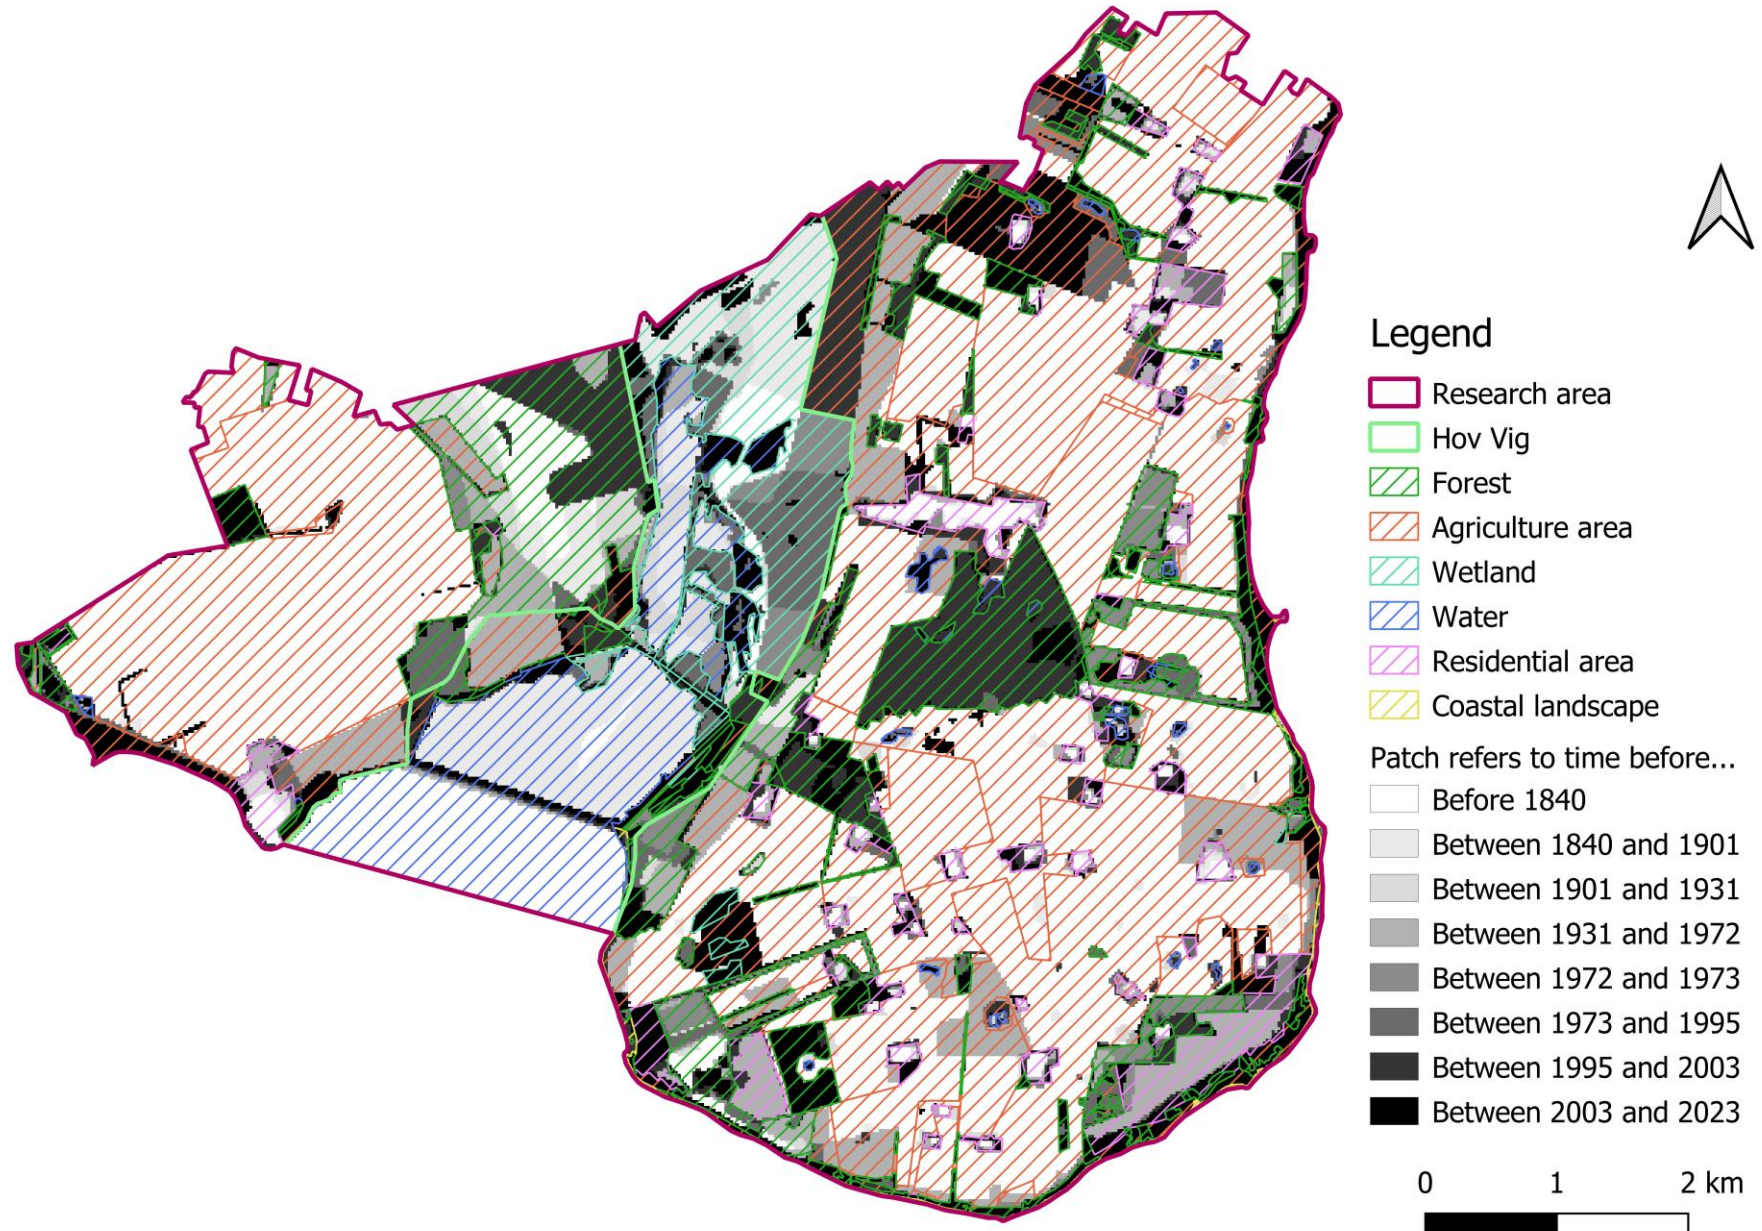 Legend
Research area
Hov Vig
Forest
Agriculture area
Wetland
Water
Residential area
Coastal landscape
Patch refers to time before...
Before 1840
Between 1840 and 1901
Between 1901 and 1931
Between 1931 and 1972
Between 1972 and 1973
Between 1973 and 1995
Between 1995 and 2003
Between 2003 and 2023
0 1 2 km